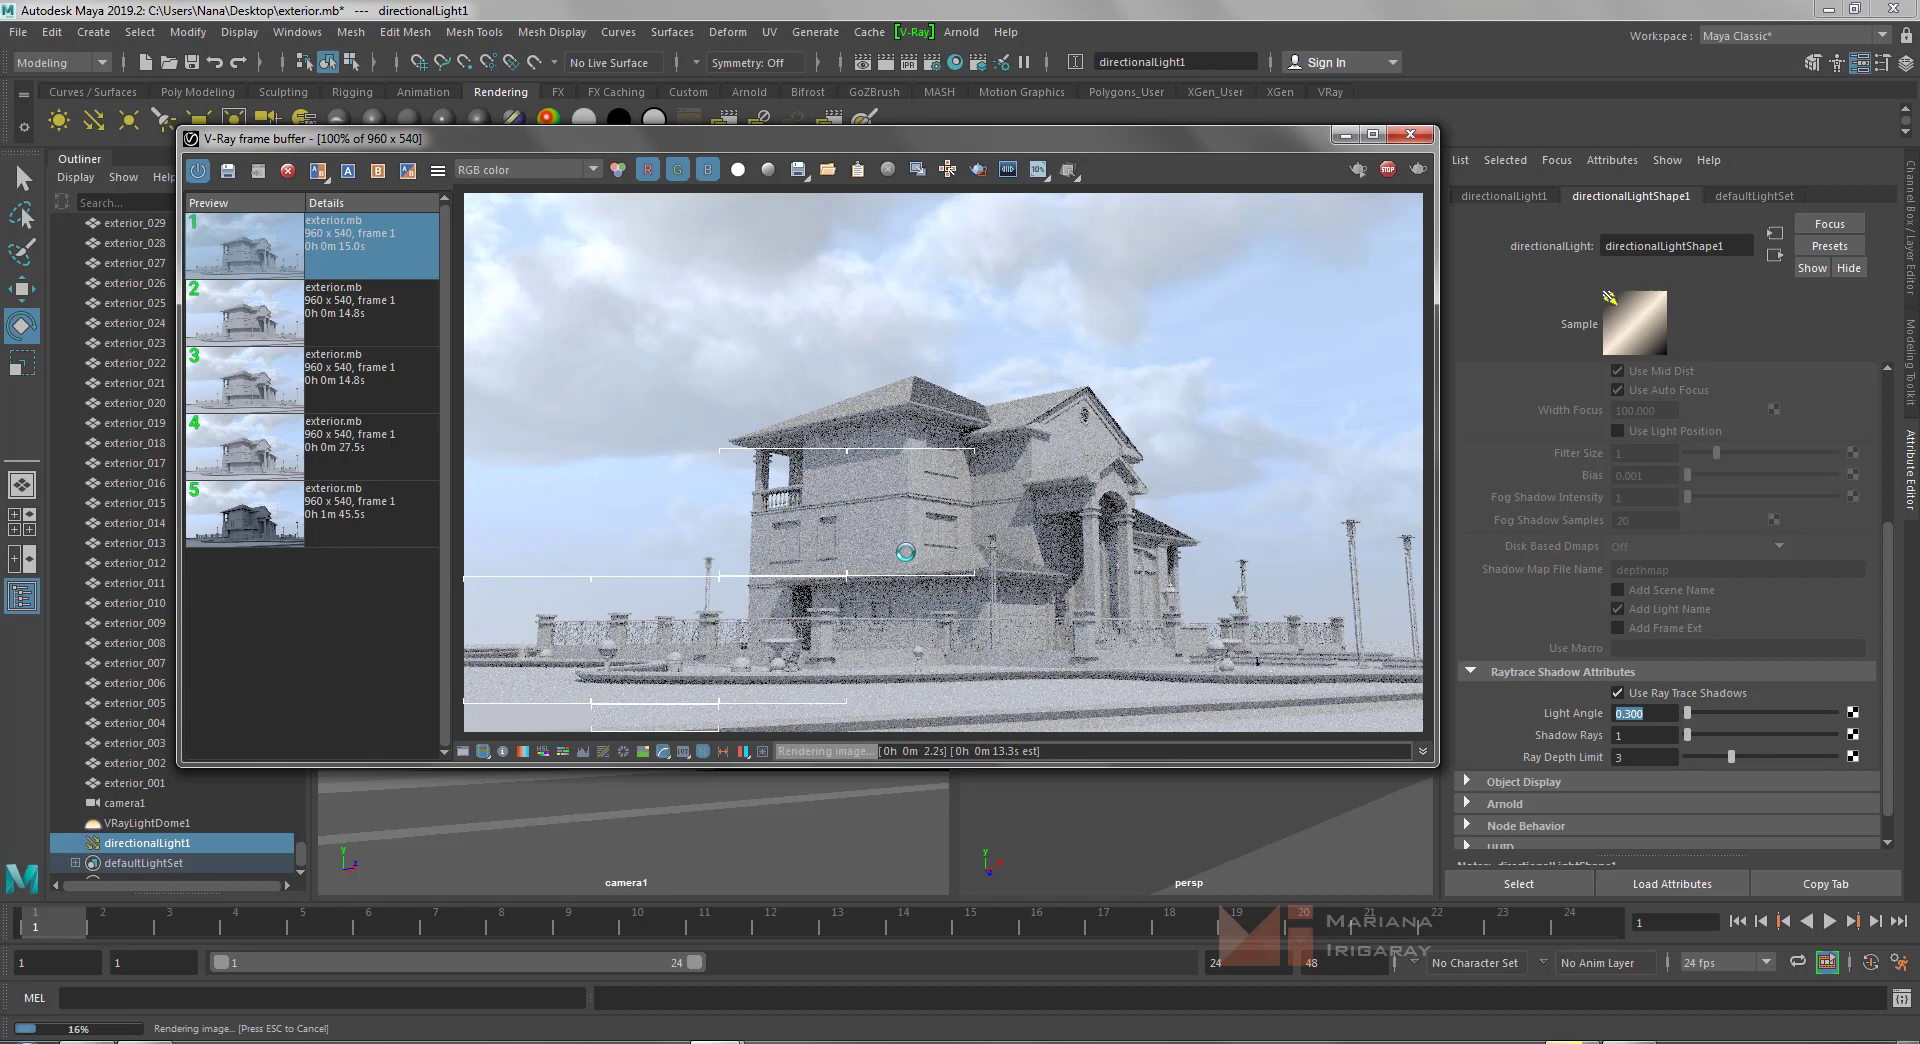 Autodesk Maya 2019.2: C:\Users\Nana\Desktop\exterior.mb* --- directionalLight1
File Edit Create Select Modify Display Windows Mesh Edit Mesh Mesh Tools Mesh Display Curves Surfaces Deform UV Generate Cache [V-Ray] Arnold Help
Workspace : Maya Classic*
Modeling No Live Surface Symmetry: Off directionalLight1 Sign In
Curves / Surfaces Poly Modeling Sculpting Rigging Animation Rendering FX FX Caching Custom Arnold Bifrost GoZBrush MASH Motion Graphics Polygons_User XGen_User XGen VRay
V-Ray frame buffer - [100% of 960 x 540]
Outliner
Display Show Help
Search...
exterior_029
exterior_028
exterior_027
exterior_026
exterior_025
exterior_024
exterior_023
exterior_022
exterior_021
exterior_020
exterior_019
exterior_018
exterior_017
exterior_016
exterior_015
exterior_014
exterior_013
exterior_012
exterior_011
exterior_010
exterior_009
exterior_008
exterior_007
exterior_006
exterior_005
exterior_004
exterior_003
exterior_002
exterior_001
camera1
VRayLightDome1
directionalLight1
defaultLightSet
RGB color R G B STOP
Preview Details
1 exterior.mb
960 x 540, frame 1
0h 0m 15.0s
2 exterior.mb
960 x 540, frame 1
0h 0m 14.8s
3 exterior.mb
960 x 540, frame 1
0h 0m 14.8s
4 exterior.mb
960 x 540, frame 1
0h 0m 27.5s
5 exterior.mb
960 x 540, frame 1
0h 1m 45.5s
Rendering image... [ 0h 0m 2.2s] [ 0h 0m 13.3s est]
List Selected Focus Attributes Show Help
directionalLight1 directionalLightShape1 defaultLightSet
Focus
directionalLight: directionalLightShape1 Presets
Show Hide
Sample
Use Mid Dist
Use Auto Focus
Width Focus 100.000
Use Light Position
Filter Size 1
Bias 0.001
Fog Shadow Intensity 1
Fog Shadow Samples 20
Disk Based Dmaps Off
Shadow Map File Name depthmap
Add Scene Name
Add Light Name
Add Frame Ext
Use Macro
Raytrace Shadow Attributes
Use Ray Trace Shadows
Light Angle 0.300
Shadow Rays 1
Ray Depth Limit 3
Object Display
Arnold
Node Behavior
UUID
Notes: directionalLightShape1
Select Load Attributes Copy Tab
Channel Box / Layer Editor
Modeling Toolkit
Attribute Editor
y z
camera1
y
persp
1 2 3 4 5 6 7 8 9 10 11 12 13 14 15 16 17 18 19 20 21 22 23 24
1
1
MARIANA
IRIGARAY
1 1 1 24 24 48 No Character Set No Anim Layer 24 fps
MEL
16% Rendering image... [Press ESC to Cancel]